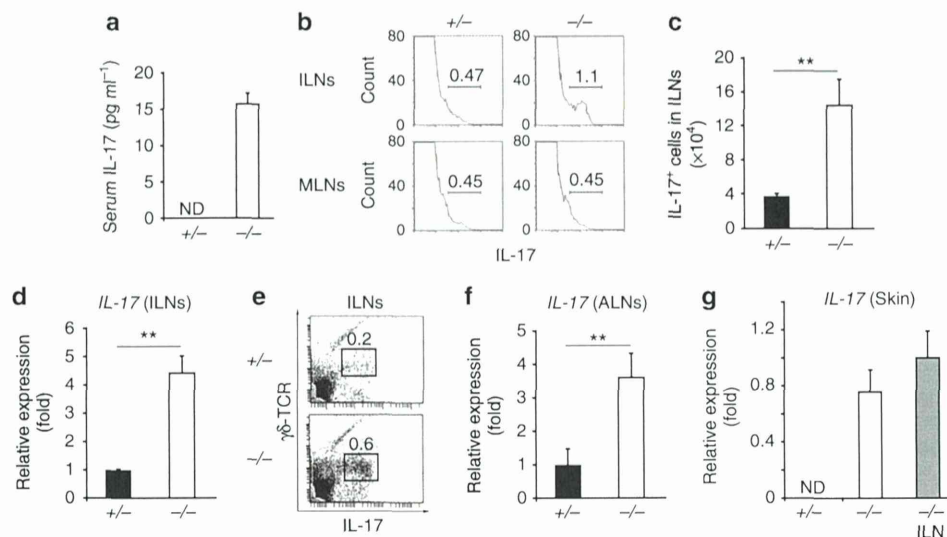 a
Serum IL-17 (pg ml⁻¹)
20
15
10
5
0
ND
+/−
−/−
b
+/−
−/−
ILNs
Count
80
40
0
0.47
80
40
0
1.1
MLNs
Count
80
40
0
0.45
80
40
0
0.45
IL-17
c
IL-17⁺ cells in ILNs
(×10⁴)
20
16
12
8
4
0
**
+/−
−/−
d
IL-17 (ILNs)
Relative expression
(fold)
6
5
4
3
2
1
0
**
+/−
−/−
e
ILNs
+/−
0.2
−/−
0.6
γδ-TCR
IL-17
f
IL-17 (ALNs)
Relative expression
(fold)
5
4
3
2
1
0
**
+/−
−/−
g
IL-17 (Skin)
Relative expression
(fold)
1.2
0.8
0.4
0
ND
+/−
−/−
−/−
ILN